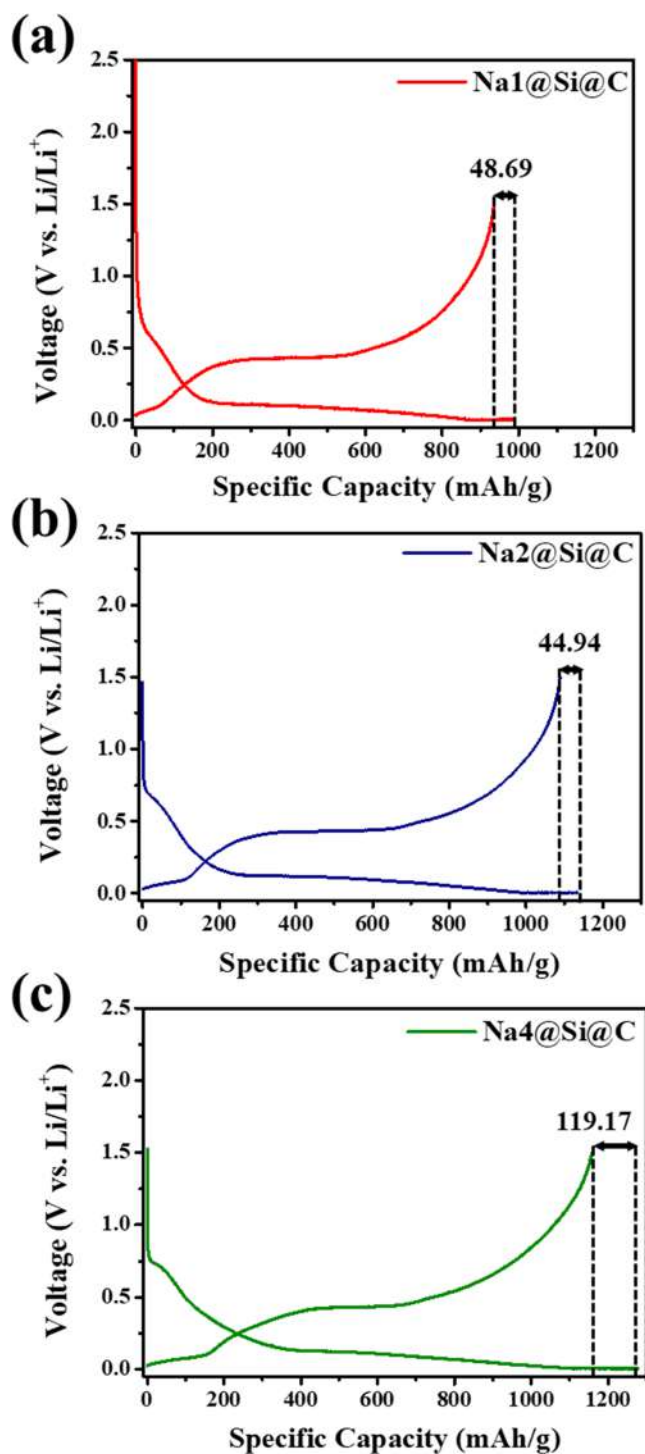 (a)
2.5
Na1@Si@C
2.0
48.69
1.5
1.0
0.5
0.0
Voltage (V vs. Li/Li⁺)
0 200 400 600 800 1000 1200
Specific Capacity (mAh/g)
(b)
2.5
Na2@Si@C
2.0
44.94
1.5
1.0
0.5
0.0
Voltage (V vs. Li/Li⁺)
0 200 400 600 800 1000 1200
Specific Capacity (mAh/g)
(c)
2.5
Na4@Si@C
2.0
119.17
1.5
1.0
0.5
0.0
Voltage (V vs. Li/Li⁺)
0 200 400 600 800 1000 1200
Specific Capacity (mAh/g)